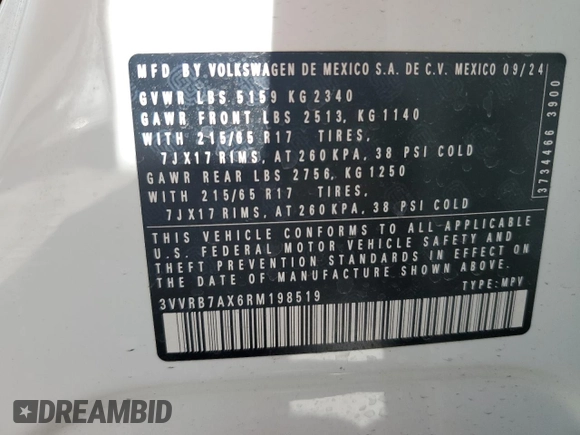 MFD BY VOLKSWAGEN DE MEXICO S.A. DE C.V. MEXICO 09/24
GVWR LBS 5159 KG 2340
GAWR FRONT LBS 2513, KG 1140
WITH 215/65 R17 TIRES,
7JX17 RIMS, AT 260 KPA, 38 PSI COLD
GAWR REAR LBS 2756, KG 1250
WITH 215/65 R17 TIRES,
7JX17 RIMS, AT 260 KPA, 38 PSI COLD
THIS VEHICLE CONFORMS TO ALL APPLICABLE
U.S. FEDERAL MOTOR VEHICLE SAFETY AND
THEFT PREVENTION STANDARDS IN EFFECT ON
THE DATE OF MANUFACTURE SHOWN ABOVE.
3VVRB7AX6RM198519 TYPE: MPV
3734466 3900
DREAMBID